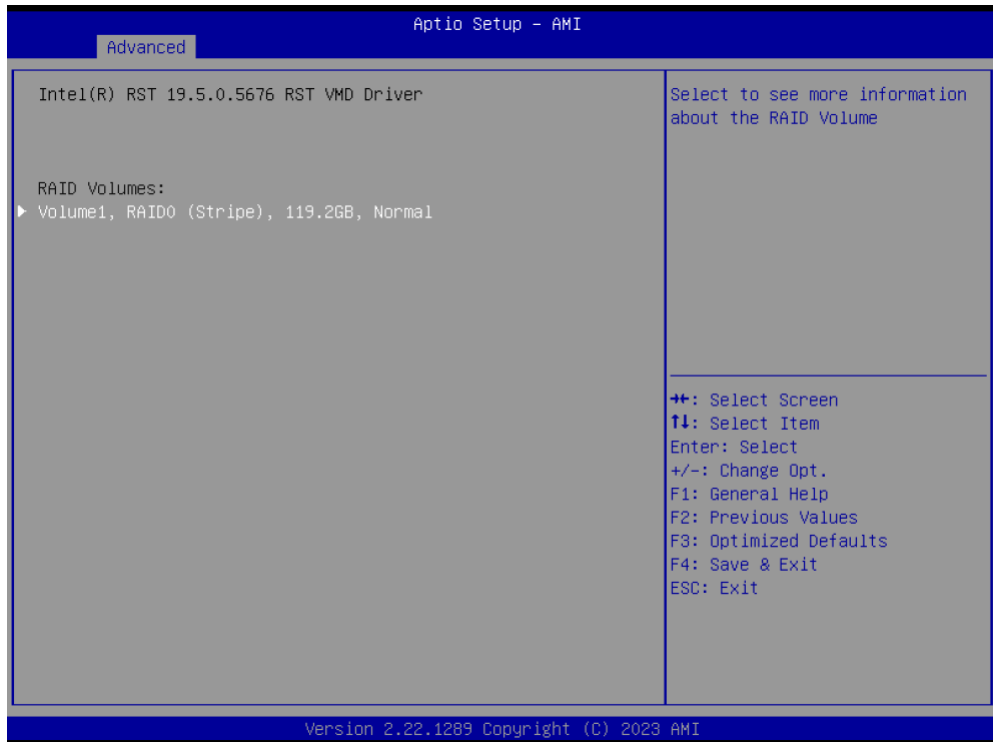 Aptio Setup – AMI
Advanced
Intel(R) RST 19.5.0.5676 RST VMD Driver
RAID Volumes:
▶ Volume1, RAID0 (Stripe), 119.2GB, Normal
Select to see more information
about the RAID Volume
→←: Select Screen
↑↓: Select Item
Enter: Select
+/-: Change Opt.
F1: General Help
F2: Previous Values
F3: Optimized Defaults
F4: Save & Exit
ESC: Exit
Version 2.22.1289 Copyright (C) 2023 AMI